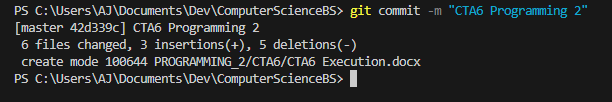 PS C:\Users\AJ\Documents\Dev\ComputerScienceBS> git commit -m "CTA6 Programming 2"
[master 42d339c] CTA6 Programming 2
 6 files changed, 3 insertions(+), 5 deletions(-)
 create mode 100644 PROGRAMMING_2/CTA6/CTA6 Execution.docx
PS C:\Users\AJ\Documents\Dev\ComputerScienceBS>